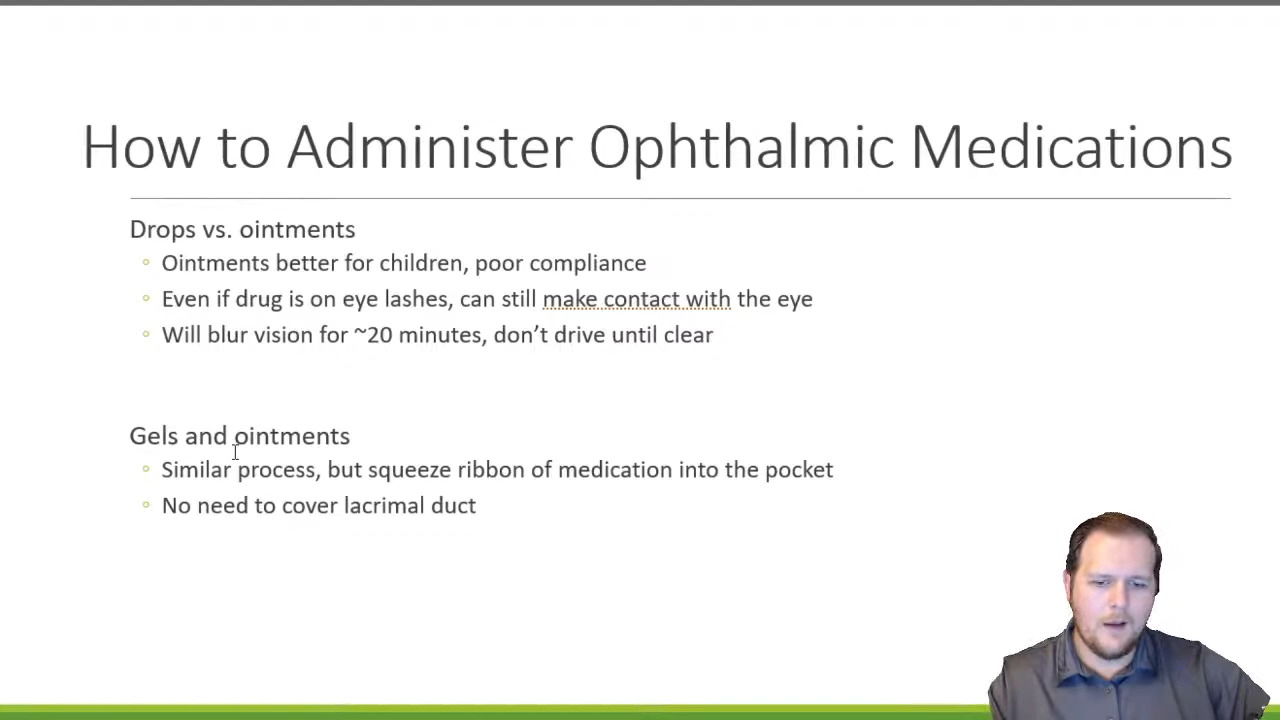 How to Administer Ophthalmic Medications
Drops vs. ointments
Ointments better for children, poor compliance
Even if drug is on eye lashes, can still make contact with the eye
Will blur vision for ~20 minutes, don’t drive until clear
Gels and ointments
Similar process, but squeeze ribbon of medication into the pocket
No need to cover lacrimal duct